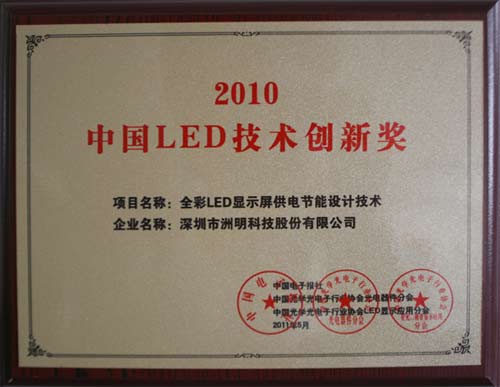 2010
中国LED技术创新奖
项目名称：全彩LED显示屏供电节能设计技术
企业名称：深圳市洲明科技股份有限公司
中国电子报社
中国光学光电子行业协会光电器件分会
中国光学光电子行业协会LED显示应用分会
2011年5月